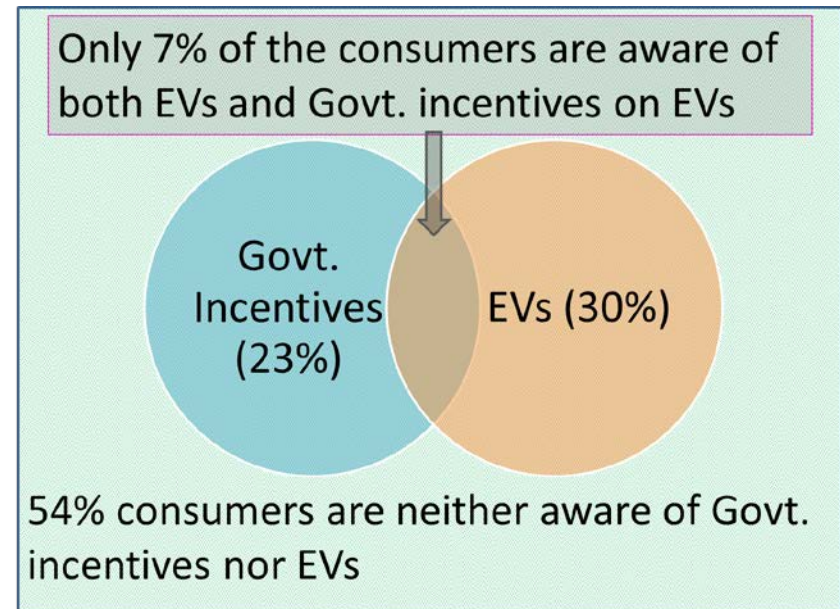 Only 7% of the consumers are aware of
both EVs and Govt. incentives on EVs
Govt.
Incentives
(23%)
EVs (30%)
54% consumers are neither aware of Govt.
incentives nor EVs